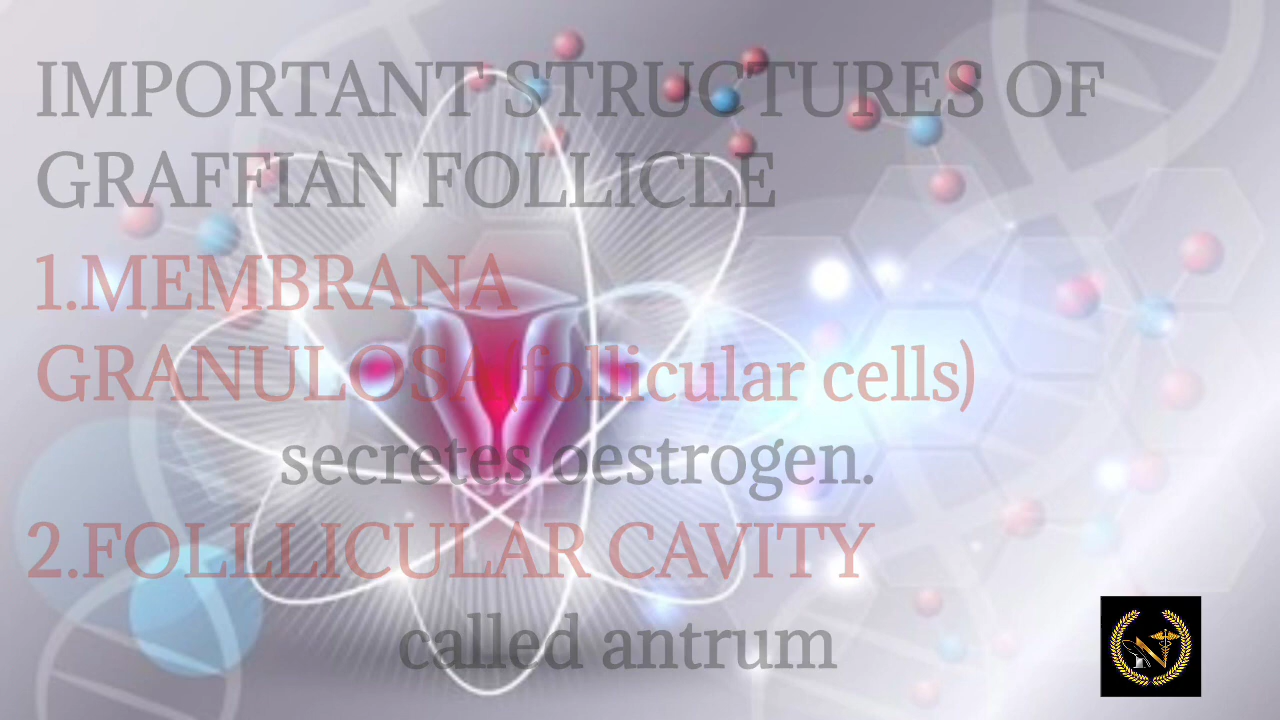 IMPORTANT STRUCTURES OF
GRAFFIAN FOLLICLE
1.MEMBRANA
GRANULOSA(follicular cells)
secretes oestrogen.
2.FOLLLICULAR CAVITY
called antrum